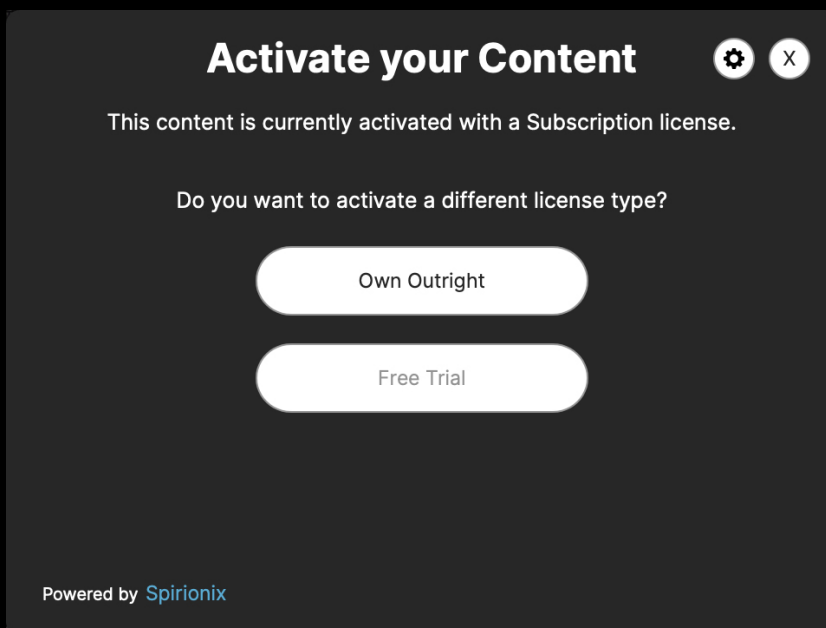 Activate your Content
X
This content is currently activated with a Subscription license.
Do you want to activate a different license type?
Own Outright
Free Trial
Powered by Spirionix